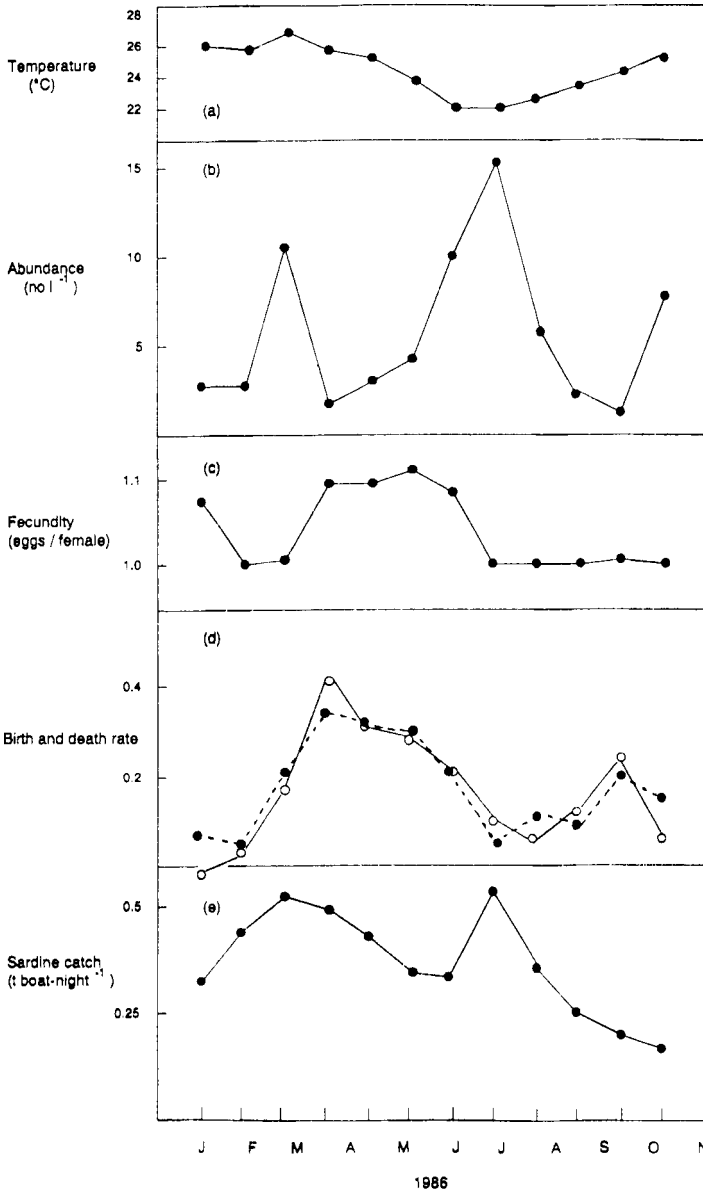 28
26
24
22
Temperature
(°C)
(a)
15
10
5
Abundance
(no l ⁻¹ )
(b)
1.1
1.0
Fecundity
(eggs / female)
(c)
0.4
0.2
Birth and death rate
(d)
0.5
0.25
Sardine catch
(t boat-night ⁻¹ )
(e)
J F M A M J J A S O N
1986